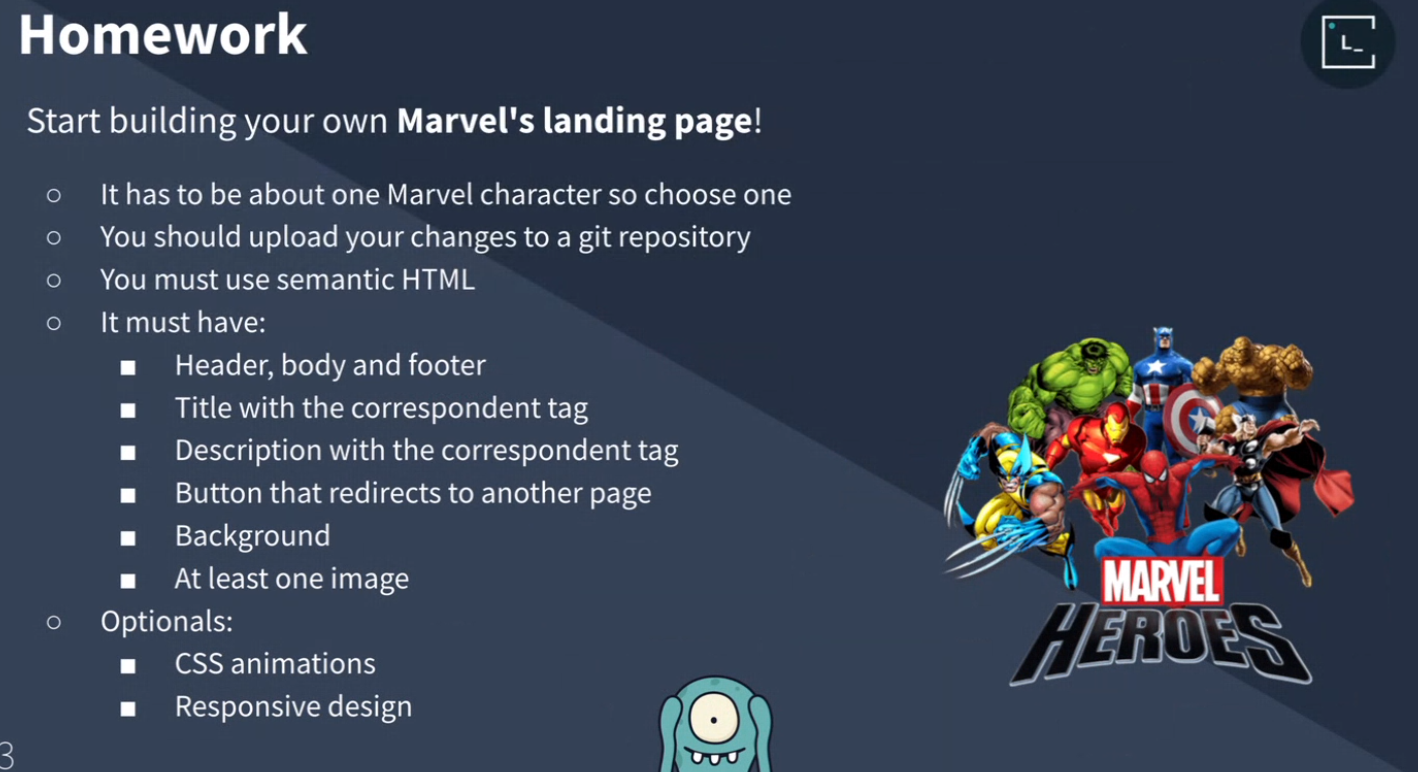 Homework
L_
Start building your own Marvel's landing page!
○ It has to be about one Marvel character so choose one
○ You should upload your changes to a git repository
○ You must use semantic HTML
○ It must have:
■ Header, body and footer
■ Title with the correspondent tag
■ Description with the correspondent tag
■ Button that redirects to another page
■ Background
■ At least one image
○ Optionals:
■ CSS animations
■ Responsive design
MARVEL
HEROES
3